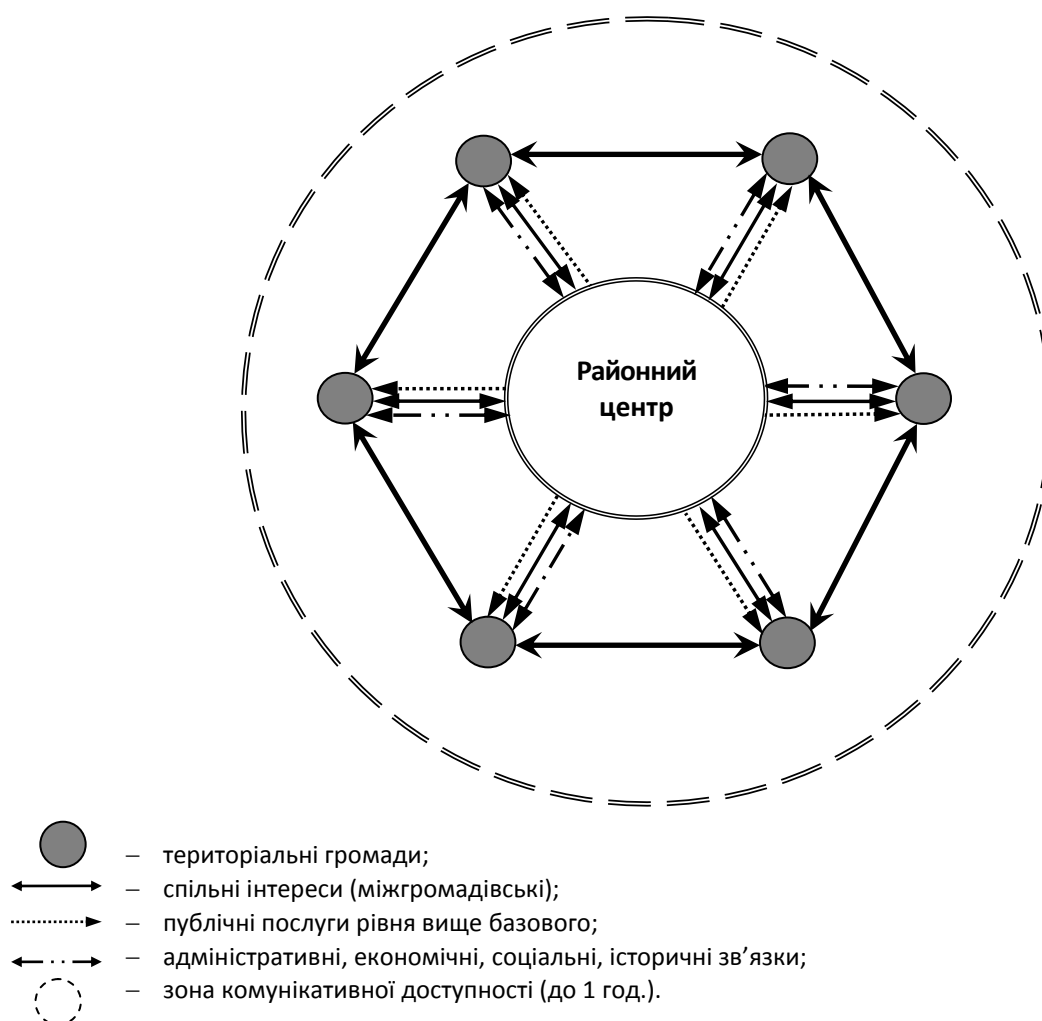 Районний
центр
– територіальні громади;
– спільні інтереси (міжгромадівські);
– публічні послуги рівня вище базового;
– адміністративні, економічні, соціальні, історичні зв’язки;
– зона комунікативної доступності (до 1 год.).